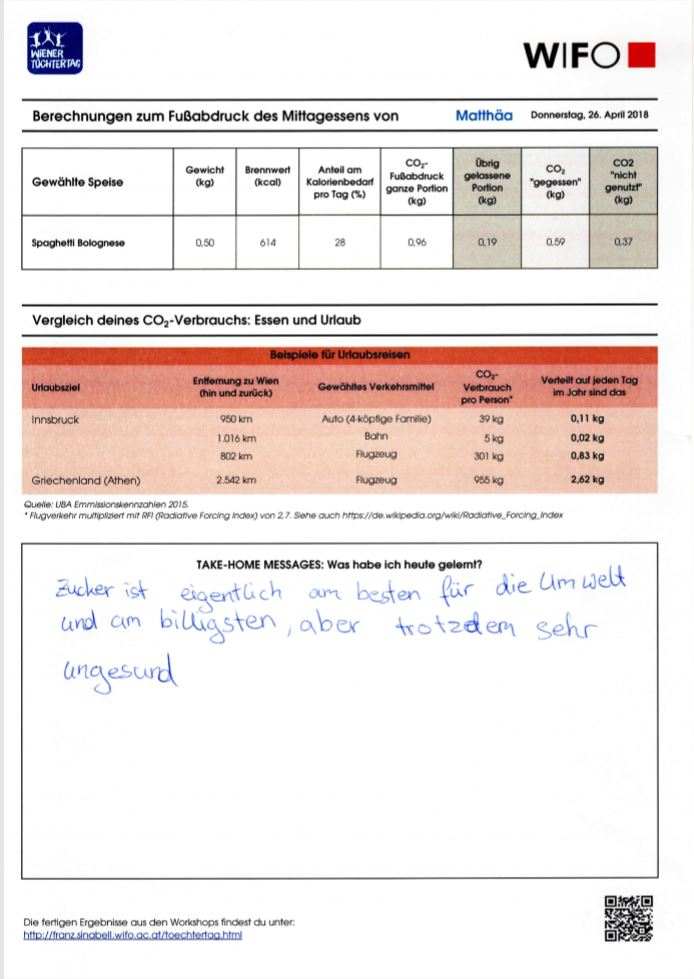 WIENER
TÖCHTERTAG
WIFO
Berechnungen zum Fußabdruck des Mittagessens von Matthäa Donnerstag, 26. April 2018
Gewählte Speise Gewicht (kg) Brennwert (kcal) Anteil am Kalorienbedarf pro Tag (%) CO₂-Fußabdruck ganze Portion (kg) Übrig gelassene Portion (kg) CO₂ "gegessen" (kg) CO2 "nicht genutzt" (kg)
Spaghetti Bolognese 0,50 614 28 0,96 0,19 0,59 0,37
Vergleich deines CO₂-Verbrauchs: Essen und Urlaub
Beispiele für Urlaubsreisen
Urlaubsziel Entfernung zu Wien (hin und zurück) Gewähltes Verkehrsmittel CO₂-Verbrauch pro Person* Verteilt auf jeden Tag im Jahr sind das
Innsbruck 950 km Auto (4-köpfige Familie) 39 kg 0,11 kg
1.016 km Bahn 5 kg 0,02 kg
802 km Flugzeug 301 kg 0,83 kg
Griechenland (Athen) 2.542 km Flugzeug 955 kg 2,62 kg
Quelle: UBA Emmissionskennzahlen 2015.
* Flugverkehr multipliziert mit RFI (Radiative Forcing Index) von 2,7. Siehe auch https://de.wikipedia.org/wiki/Radiative_Forcing_Index
TAKE-HOME MESSAGES: Was habe ich heute gelernt?
Zucker ist eigentlich am besten für die Umwelt
und am billigsten, aber trotzdem sehr
ungesund
Die fertigen Ergebnisse aus den Workshops findest du unter:
http://franz.sinabell.wifo.ac.at/toechtertag.html